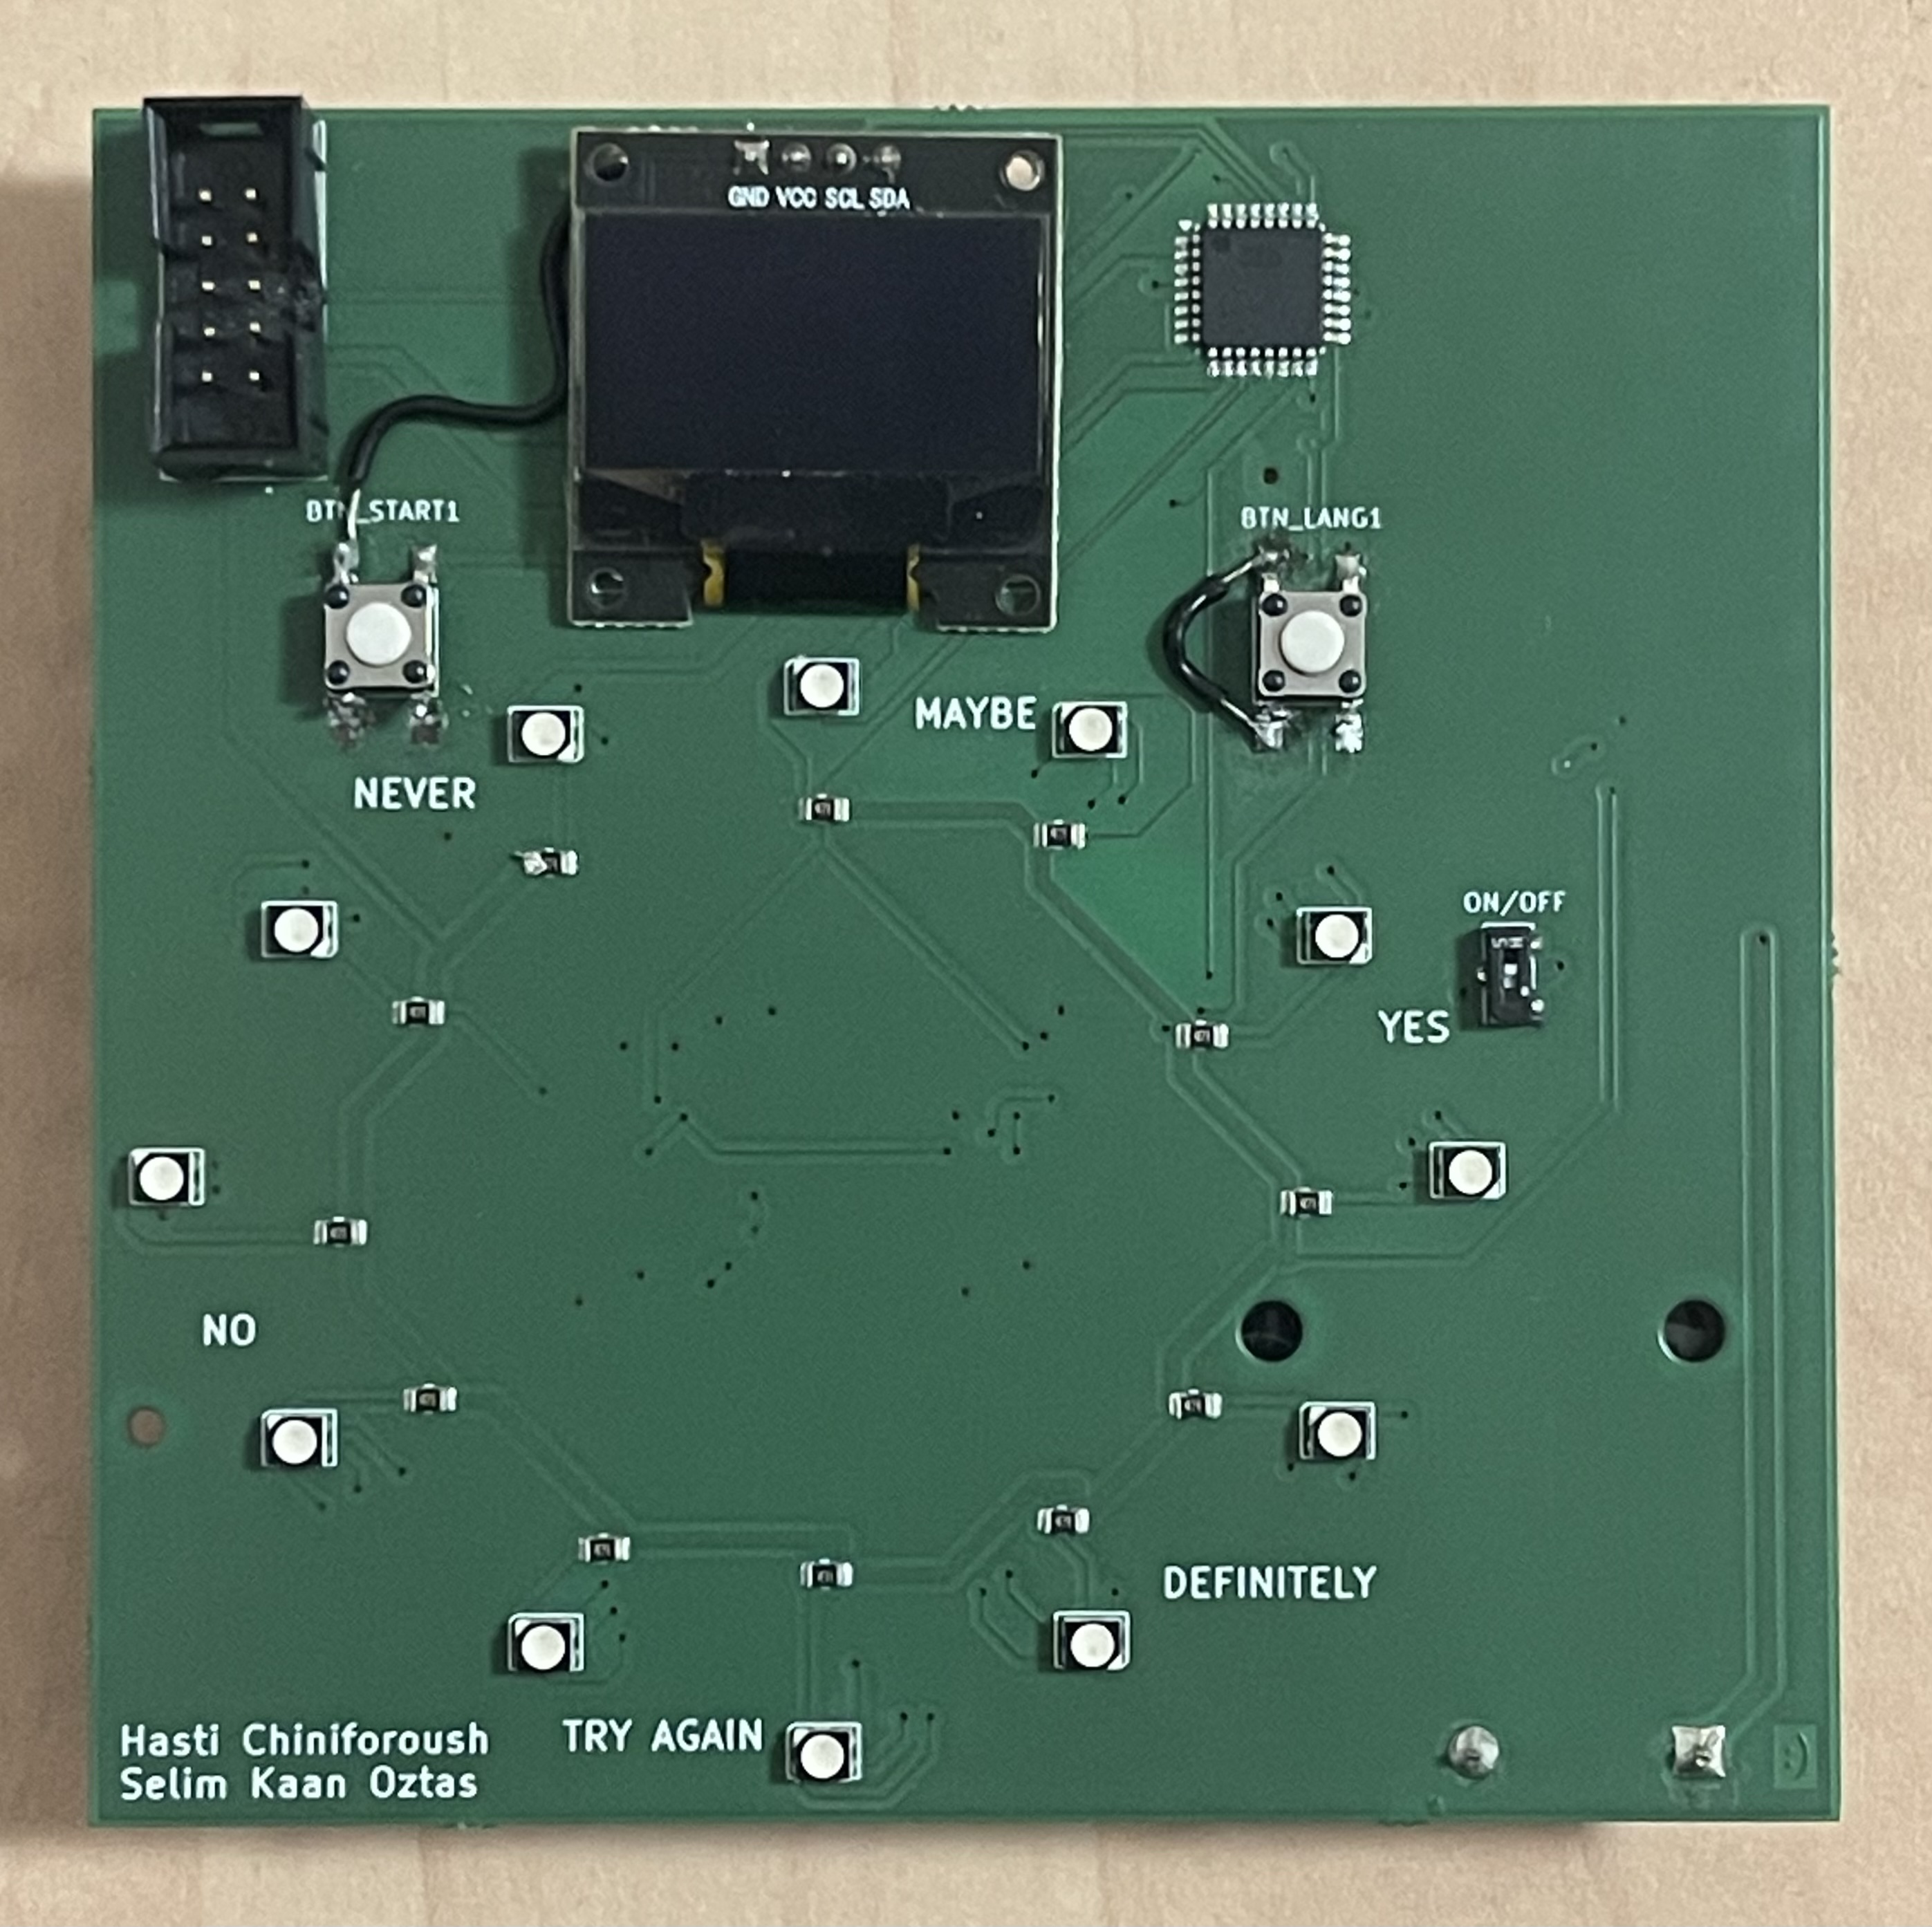 GND VCC SCL SDA
BTN_START1
BTN_LANG1
MAYBE
NEVER
ON/OFF
YES
NO
DEFINITELY
TRY AGAIN
Hasti Chiniforoush
Selim Kaan Oztas
:)